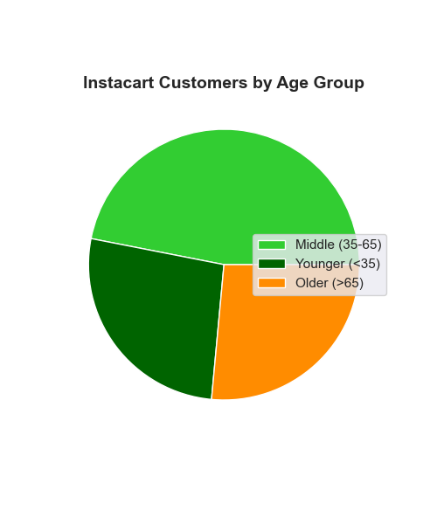 Instacart Customers by Age Group
Middle (35-65)
Younger (<35)
Older (>65)